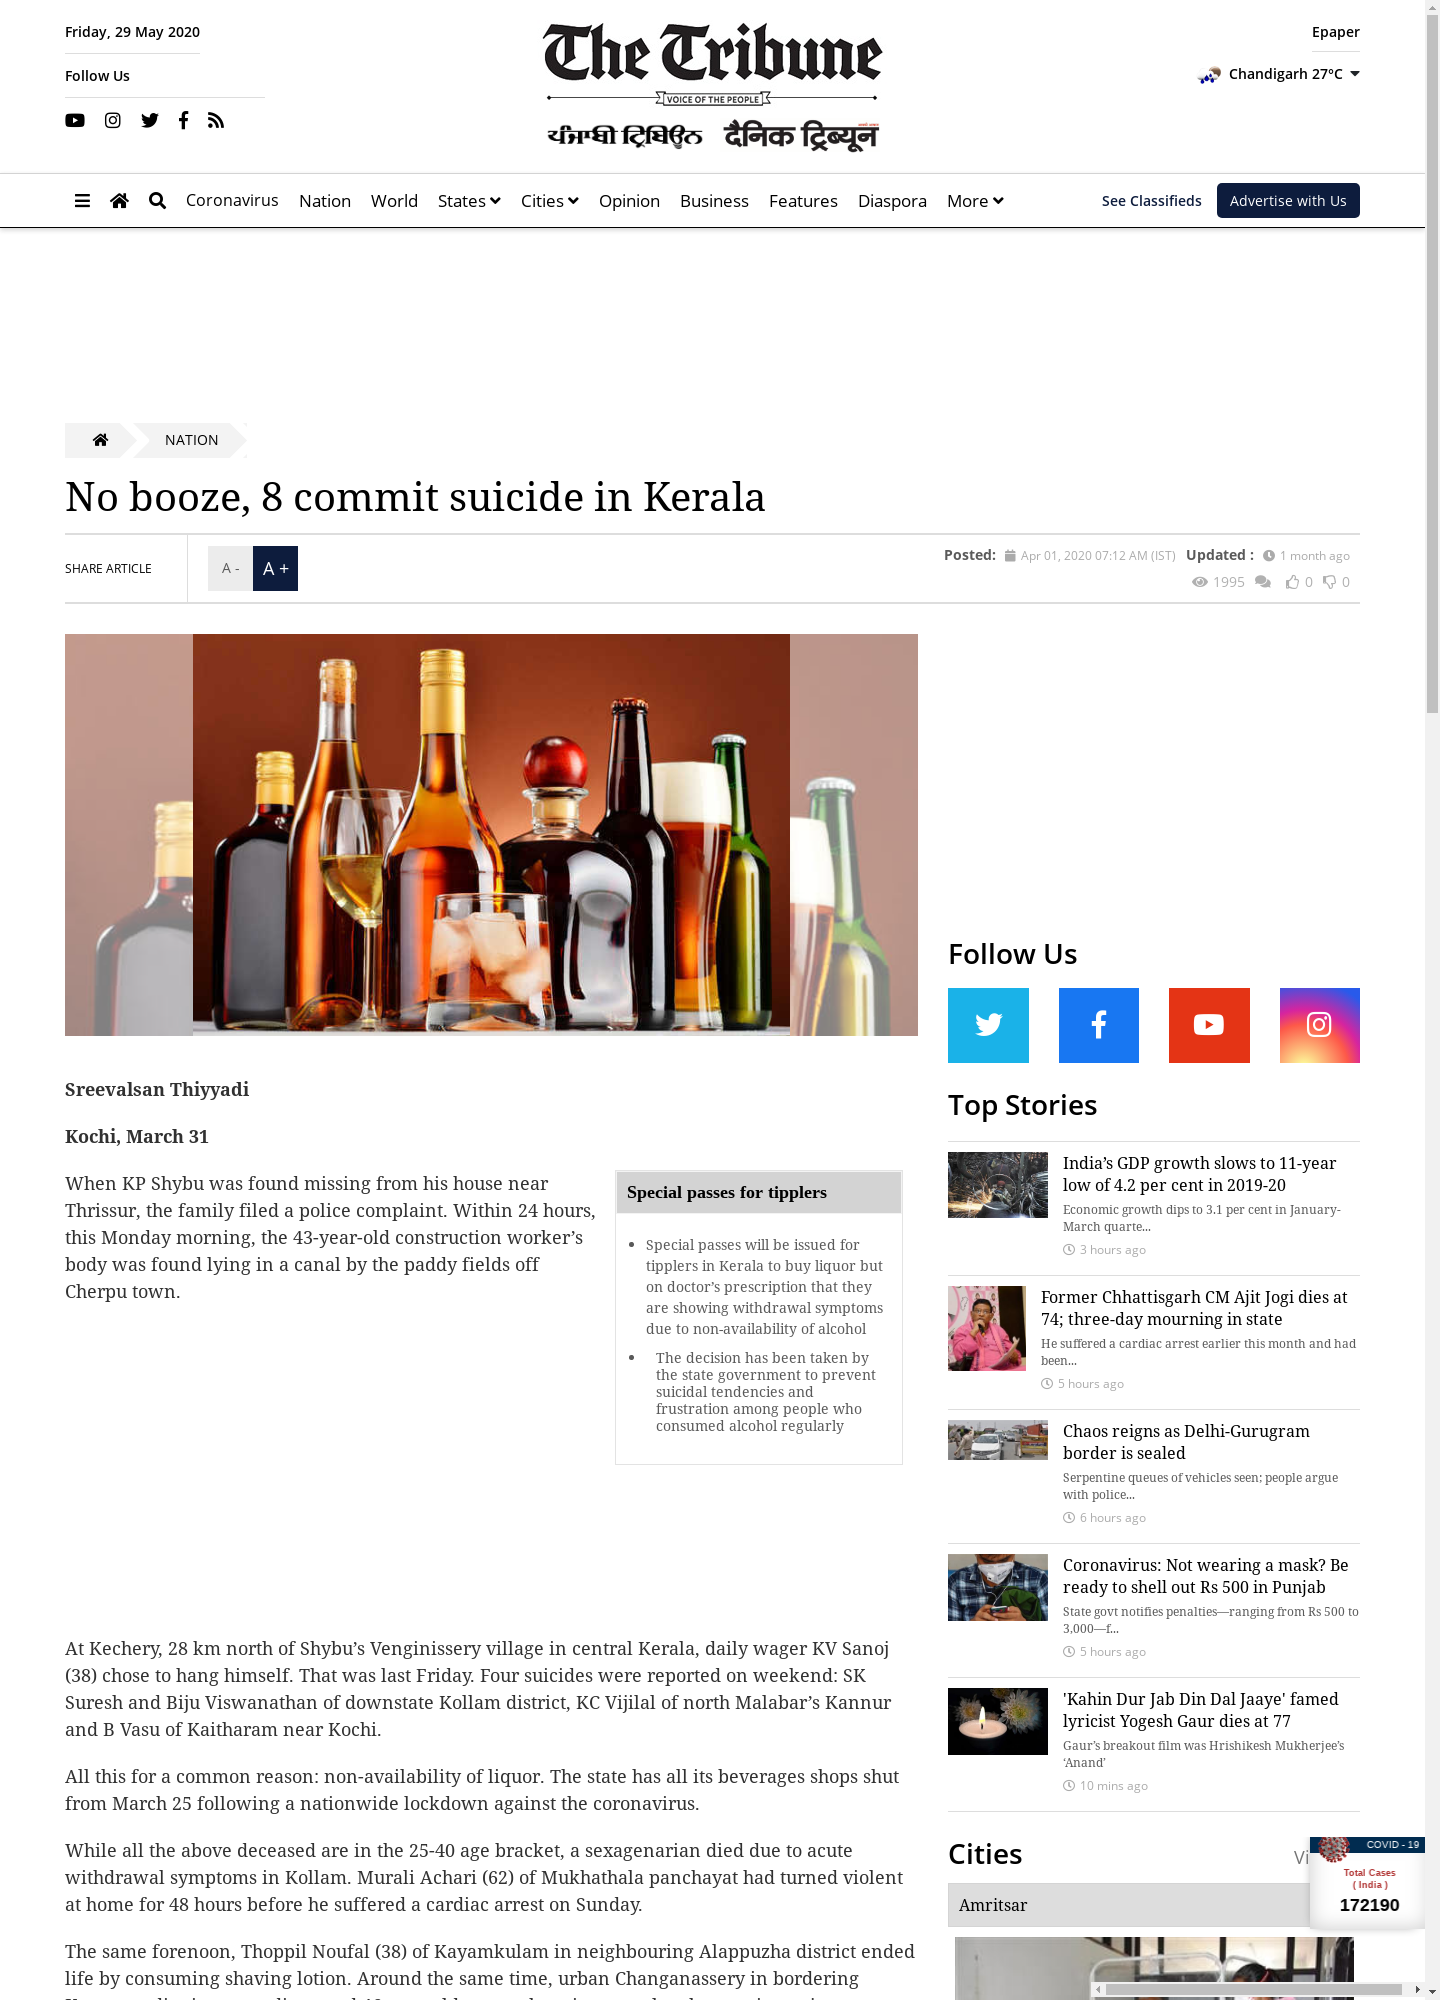 Friday, 29 May 2020
Follow Us
The Tribune
VOICE OF THE PEOPLE
ਪੰਜਾਬੀ ਟ੍ਰਿਬਿਊਨ दैनिक ट्रिब्यून
Epaper
Chandigarh 27°C
Coronavirus Nation World States Cities Opinion Business Features Diaspora More See Classifieds Advertise with Us
NATION
No booze, 8 commit suicide in Kerala
SHARE ARTICLE
A - A +
Posted: Apr 01, 2020 07:12 AM (IST) Updated : 1 month ago
1995 0 0
Sreevalsan Thiyyadi
Kochi, March 31
When KP Shybu was found missing from his house near
Thrissur, the family filed a police complaint. Within 24 hours,
this Monday morning, the 43-year-old construction worker’s
body was found lying in a canal by the paddy fields off
Cherpu town.
Special passes for tipplers
Special passes will be issued for
tipplers in Kerala to buy liquor but
on doctor’s prescription that they
are showing withdrawal symptoms
due to non-availability of alcohol
The decision has been taken by
the state government to prevent
suicidal tendencies and
frustration among people who
consumed alcohol regularly
At Kechery, 28 km north of Shybu’s Venginissery village in central Kerala, daily wager KV Sanoj
(38) chose to hang himself. That was last Friday. Four suicides were reported on weekend: SK
Suresh and Biju Viswanathan of downstate Kollam district, KC Vijilal of north Malabar’s Kannur
and B Vasu of Kaitharam near Kochi.
All this for a common reason: non-availability of liquor. The state has all its beverages shops shut
from March 25 following a nationwide lockdown against the coronavirus.
While all the above deceased are in the 25-40 age bracket, a sexagenarian died due to acute
withdrawal symptoms in Kollam. Murali Achari (62) of Mukhathala panchayat had turned violent
at home for 48 hours before he suffered a cardiac arrest on Sunday.
The same forenoon, Thoppil Noufal (38) of Kayamkulam in neighbouring Alappuzha district ended
life by consuming shaving lotion. Around the same time, urban Changanassery in bordering
Follow Us
Top Stories
India’s GDP growth slows to 11-year
low of 4.2 per cent in 2019-20
Economic growth dips to 3.1 per cent in January-
March quarte...
3 hours ago
Former Chhattisgarh CM Ajit Jogi dies at
74; three-day mourning in state
He suffered a cardiac arrest earlier this month and had
been...
5 hours ago
Chaos reigns as Delhi-Gurugram
border is sealed
Serpentine queues of vehicles seen; people argue
with police...
6 hours ago
Coronavirus: Not wearing a mask? Be
ready to shell out Rs 500 in Punjab
State govt notifies penalties—ranging from Rs 500 to
3,000—f...
5 hours ago
'Kahin Dur Jab Din Dal Jaaye' famed
lyricist Yogesh Gaur dies at 77
Gaur’s breakout film was Hrishikesh Mukherjee’s
‘Anand’
10 mins ago
Cities
Amritsar
COVID - 19
Total Cases
( India )
172190